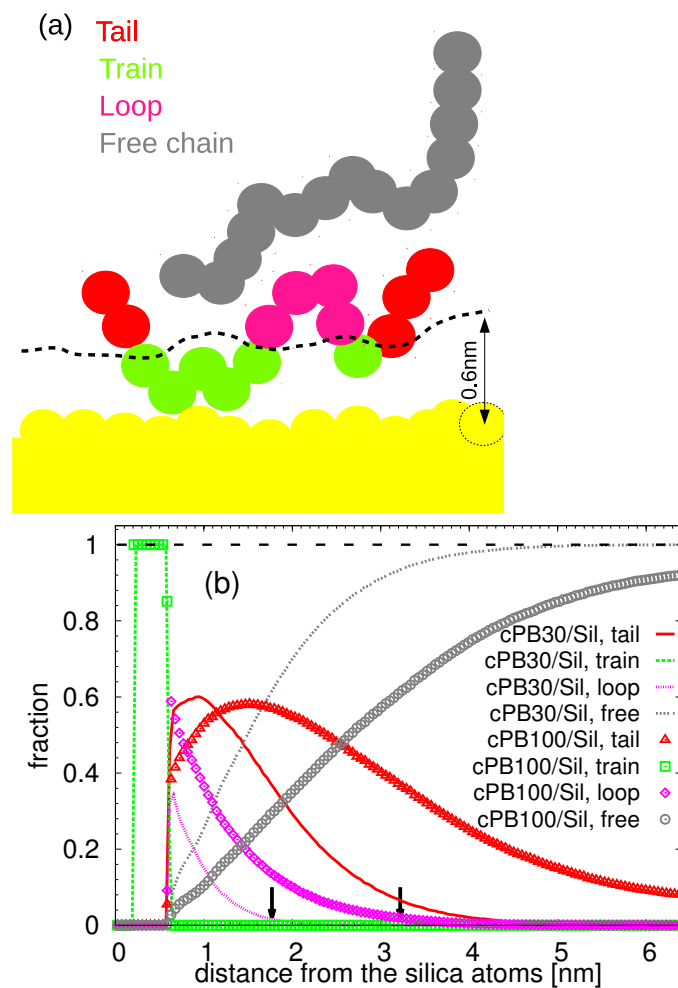 (a)
Tail
Train
Loop
Free chain
0.6nm
(b)
fraction
1
0.8
0.6
0.4
0.2
0
cPB30/Sil, tail
cPB30/Sil, train
cPB30/Sil, loop
cPB30/Sil, free
cPB100/Sil, tail
cPB100/Sil, train
cPB100/Sil, loop
cPB100/Sil, free
0 1 2 3 4 5 6
distance from the silica atoms [nm]